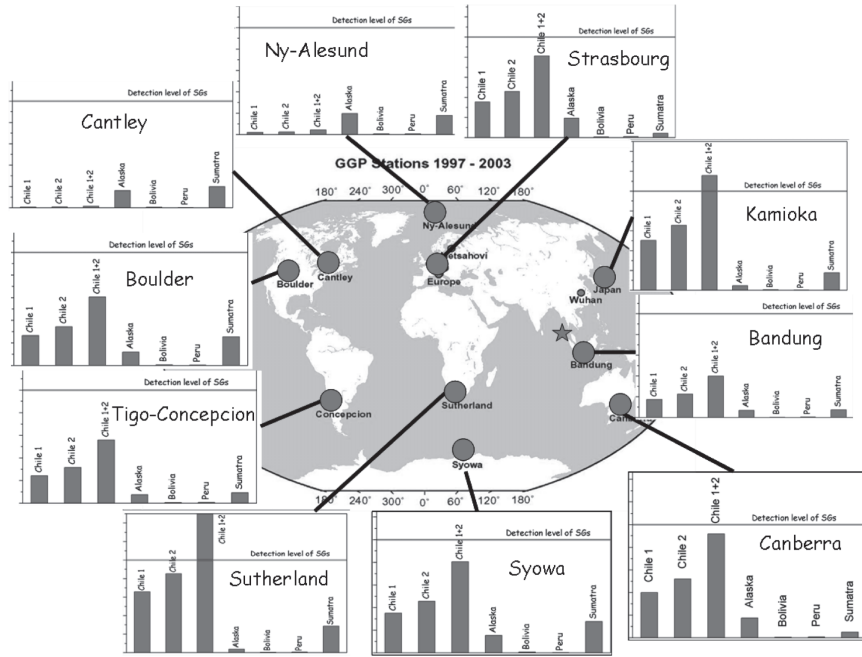 Detection level of SGs
Ny-Alesund
Chile 1
Chile 2
Chile 1+2
Alaska
Bolivia
Peru
Sumatra
Detection level of SGs
Strasbourg
Chile 1
Chile 2
Chile 1+2
Alaska
Bolivia
Peru
Sumatra
Detection level of SGs
Cantley
Chile 1
Chile 2
Chile 1+2
Alaska
Bolivia
Peru
Sumatra
Detection level of SGs
Kamioka
Chile 1
Chile 2
Chile 1+2
Alaska
Bolivia
Peru
Sumatra
GGP Stations 1997 - 2003
180° 240° 300° 0° 60° 120° 180°
Ny-Alesund
Metsahovi
Europe
Boulder
Cantley
Japan
Wuhan
Bandung
Concepcion
Sutherland
Can
Syowa
180° 240° 300° 0° 60° 120° 180°
Detection level of SGs
Boulder
Chile 1
Chile 2
Chile 1+2
Alaska
Bolivia
Peru
Sumatra
Detection level of SGs
Bandung
Chile 1
Chile 2
Chile 1+2
Alaska
Bolivia
Peru
Sumatra
Detection level of SGs
Tigo-Concepcion
Chile 1
Chile 2
Chile 1+2
Alaska
Bolivia
Peru
Sumatra
Detection level of SGs
Sutherland
Chile 1
Chile 2
Chile 1+2
Alaska
Bolivia
Peru
Sumatra
Detection level of SGs
Syowa
Chile 1
Chile 2
Chile 1+2
Alaska
Bolivia
Peru
Sumatra
Detection level of SGs
Canberra
Chile 1
Chile 2
Chile 1+2
Alaska
Bolivia
Peru
Sumatra